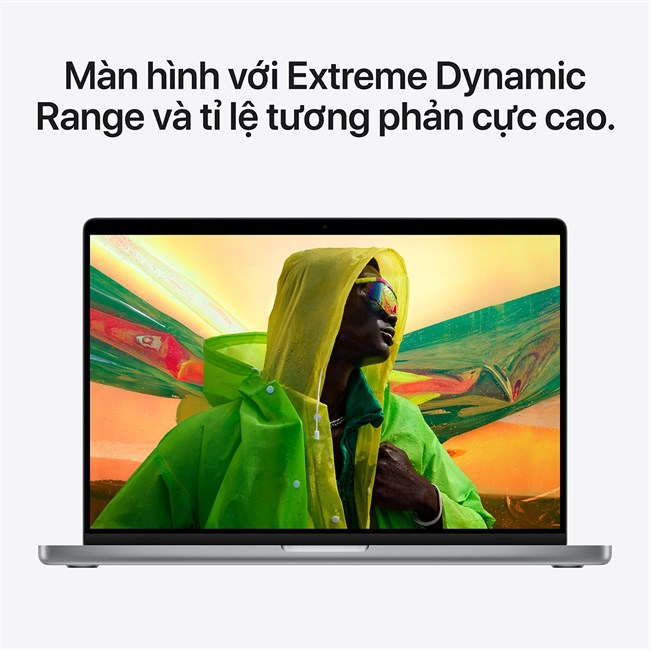 Màn hình với Extreme Dynamic
Range và tỉ lệ tương phản cực cao.